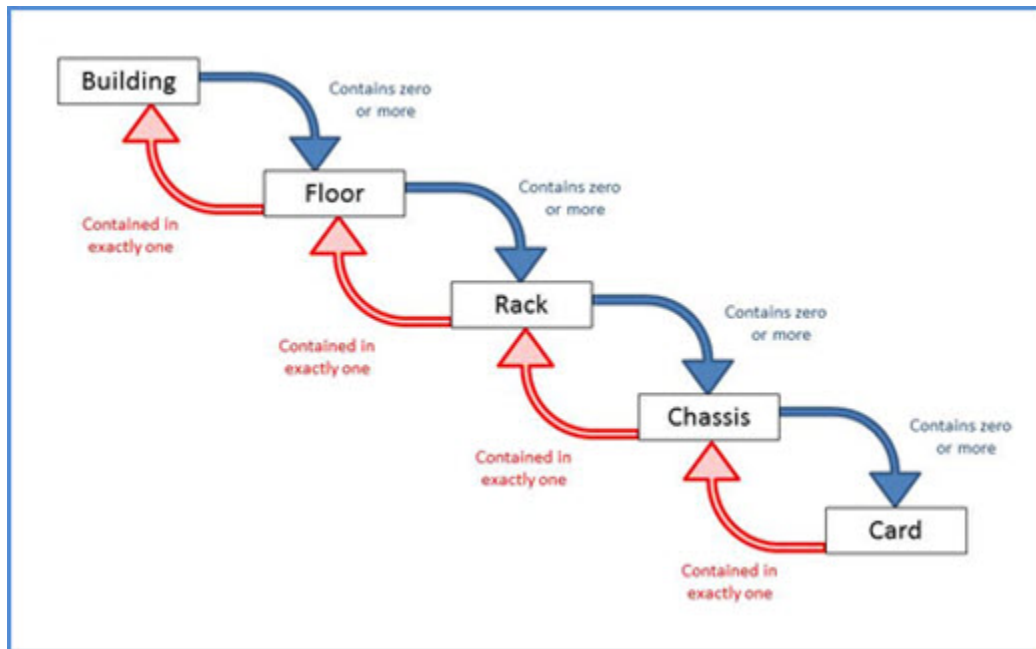 Building
Contains zero
or more
Floor
Contained in
exactly one
Contains zero
or more
Rack
Contained in
exactly one
Contains zero
or more
Chassis
Contained in
exactly one
Contains zero
or more
Card
Contained in
exactly one